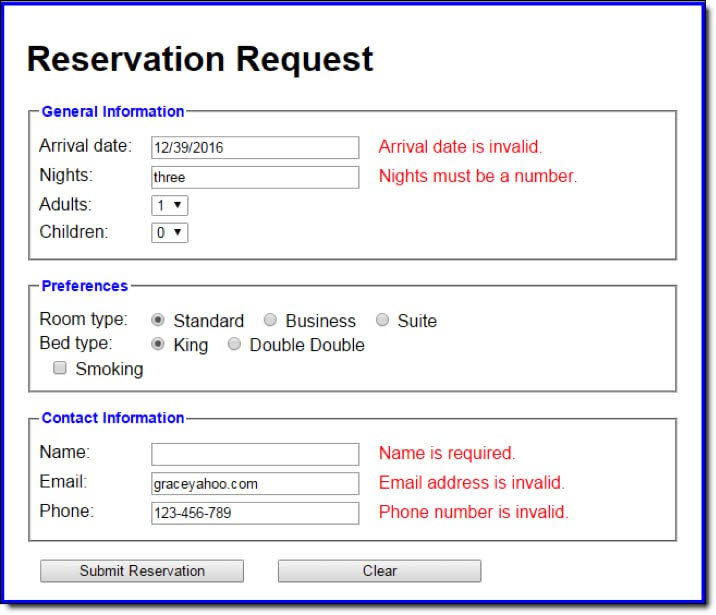 Reservation Request
General Information
Arrival date: 12/39/2016 Arrival date is invalid.
Nights: three Nights must be a number.
Adults: 1
Children: 0
Preferences
Room type: Standard Business Suite
Bed type: King Double Double
Smoking
Contact Information
Name: Name is required.
Email: graceyahoo.com Email address is invalid.
Phone: 123-456-789 Phone number is invalid.
Submit Reservation Clear